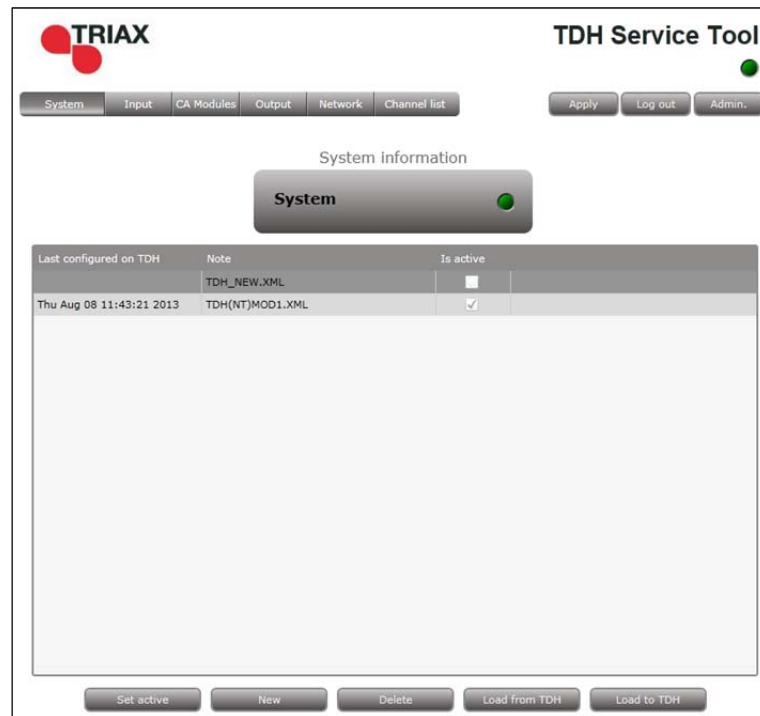 TRIAX
TDH Service Tool
System Input CA Modules Output Network Channel list Apply Log out Admin.
System information
System
Last configured on TDH Note Is active
TDH_NEW.XML
Thu Aug 08 11:43:21 2013 TDH(NT)MOD1.XML
Set active New Delete Load from TDH Load to TDH